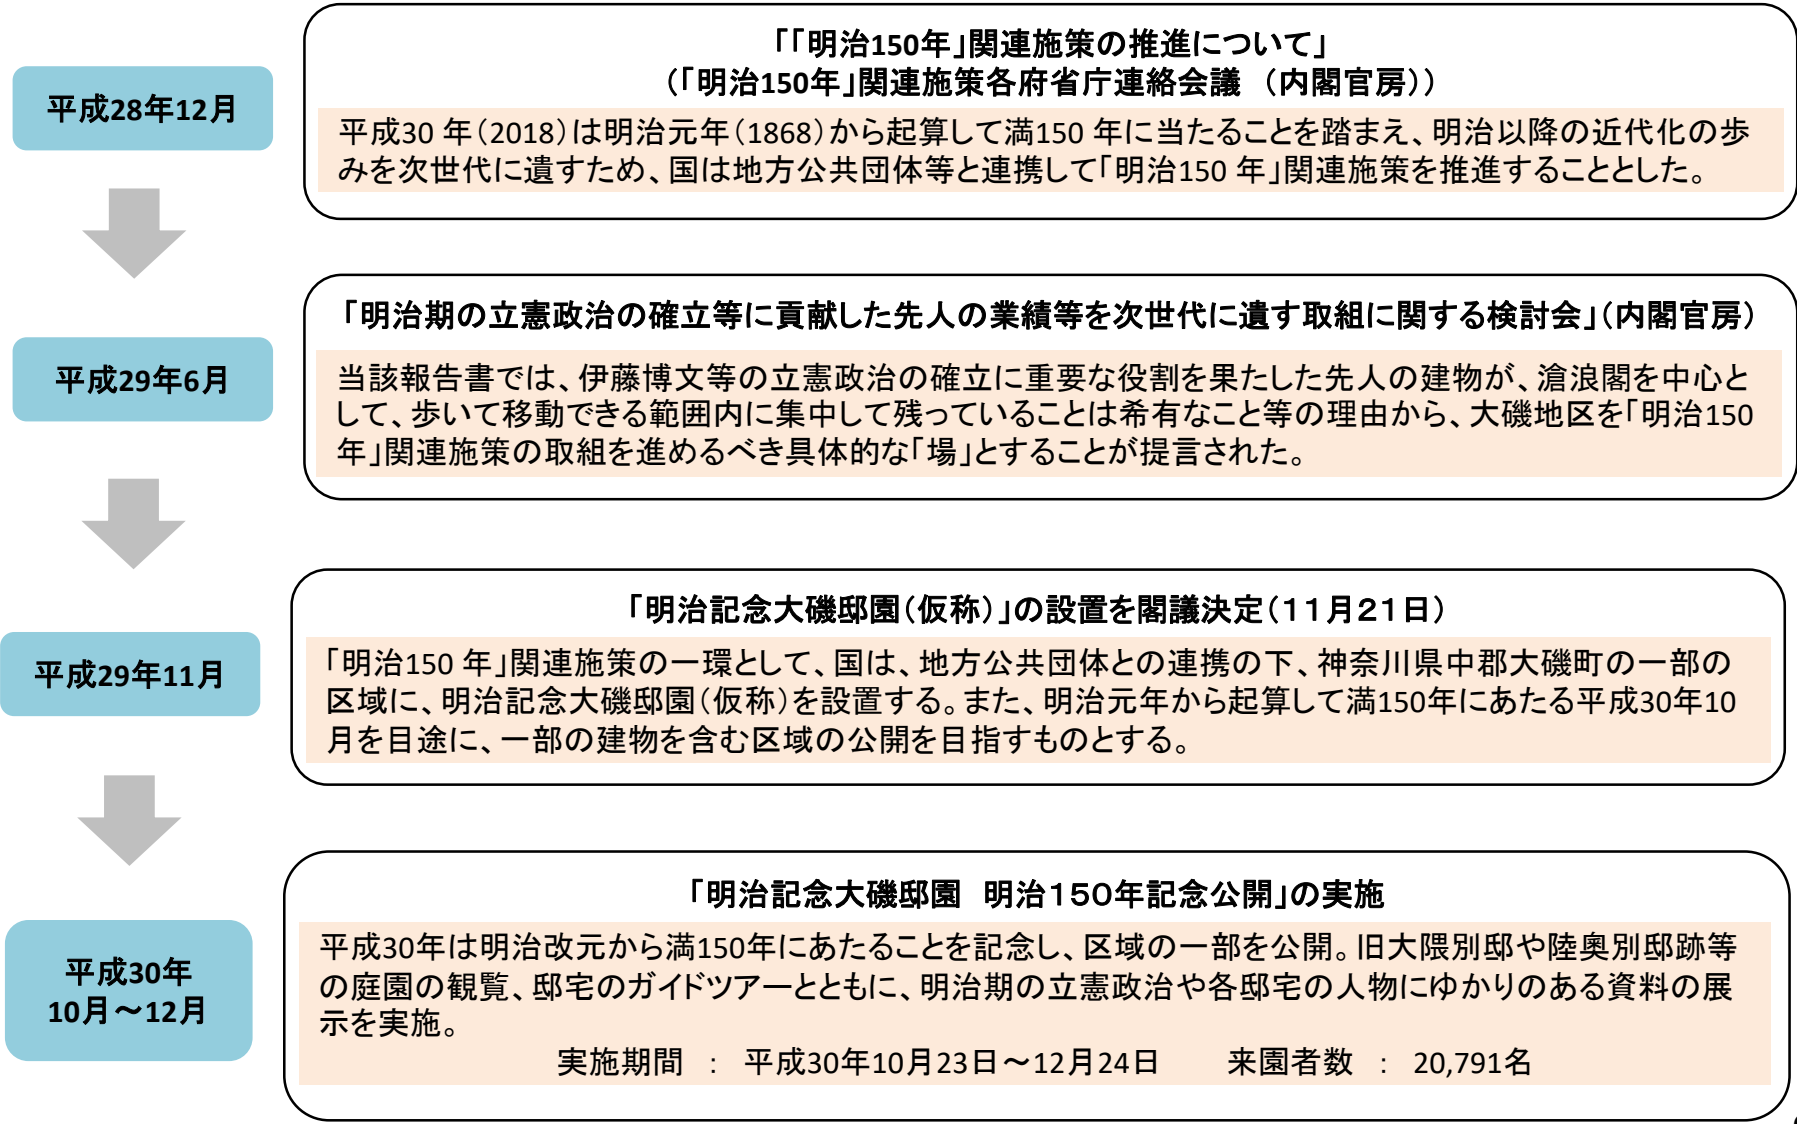 平成28年12月
「「明治150年」関連施策の推進について」
（「明治150年」関連施策各府省庁連絡会議　（内閣官房））
平成30 年（2018）は明治元年（1868）から起算して満150 年に当たることを踏まえ、明治以降の近代化の歩
みを次世代に遺すため、国は地方公共団体等と連携して「明治150 年」関連施策を推進することとした。
平成29年6月
「明治期の立憲政治の確立等に貢献した先人の業績等を次世代に遺す取組に関する検討会」（内閣官房）
当該報告書では、伊藤博文等の立憲政治の確立に重要な役割を果たした先人の建物が、滄浪閣を中心と
して、歩いて移動できる範囲内に集中して残っていることは希有なこと等の理由から、大磯地区を「明治150
年」関連施策の取組を進めるべき具体的な「場」とすることが提言された。
平成29年11月
「明治記念大磯邸園（仮称）」の設置を閣議決定（１１月２１日）
「明治150 年」関連施策の一環として、国は、地方公共団体との連携の下、神奈川県中郡大磯町の一部の
区域に、明治記念大磯邸園（仮称）を設置する。また、明治元年から起算して満150年にあたる平成30年10
月を目途に、一部の建物を含む区域の公開を目指すものとする。
平成30年
10月～12月
「明治記念大磯邸園　明治１５０年記念公開」の実施
平成30年は明治改元から満150年にあたることを記念し、区域の一部を公開。旧大隈別邸や陸奥別邸跡等
の庭園の観覧、邸宅のガイドツアーとともに、明治期の立憲政治や各邸宅の人物にゆかりのある資料の展
示を実施。
実施期間　：　平成30年10月23日～12月24日　　来園者数　：　20,791名